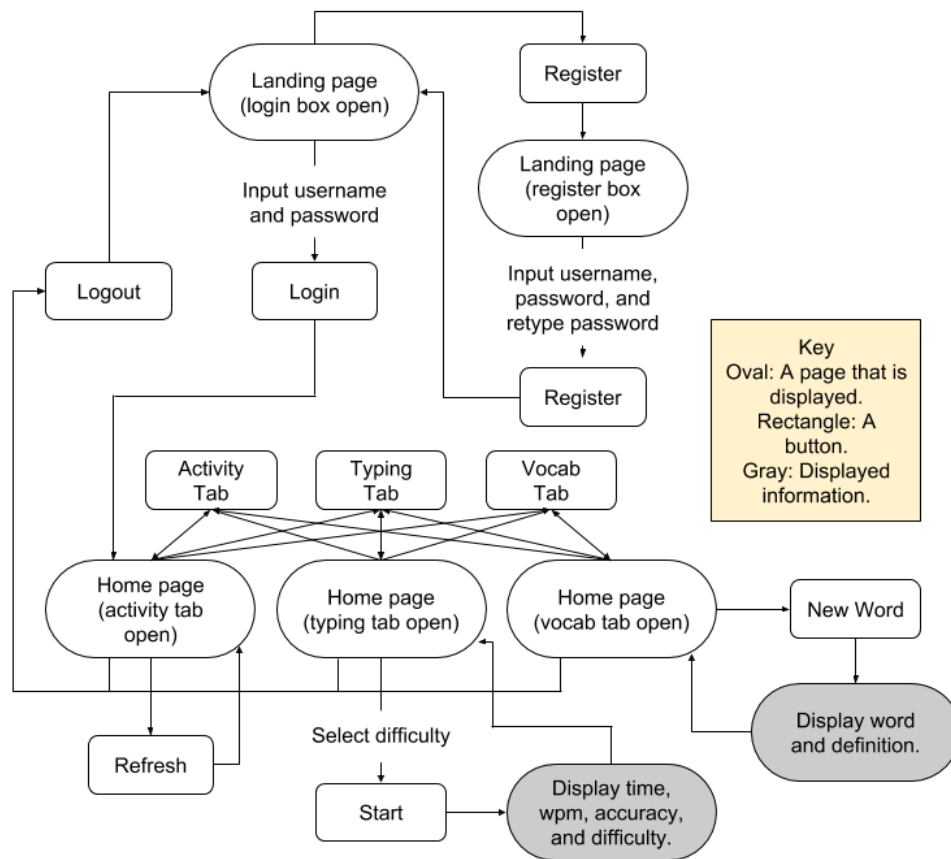 Landing page
(login box open)
Register
Landing page
(register box
open)
Input username
and password
Logout
Login
Input username,
password, and
retype password
Register
Key
Oval: A page that is
displayed.
Rectangle: A
button.
Gray: Displayed
information.
Activity
Tab
Typing
Tab
Vocab
Tab
Home page
(activity tab
open)
Home page
(typing tab open)
Home page
(vocab tab open)
New Word
Select difficulty
Display word
and definition.
Refresh
Start
Display time,
wpm, accuracy,
and difficulty.